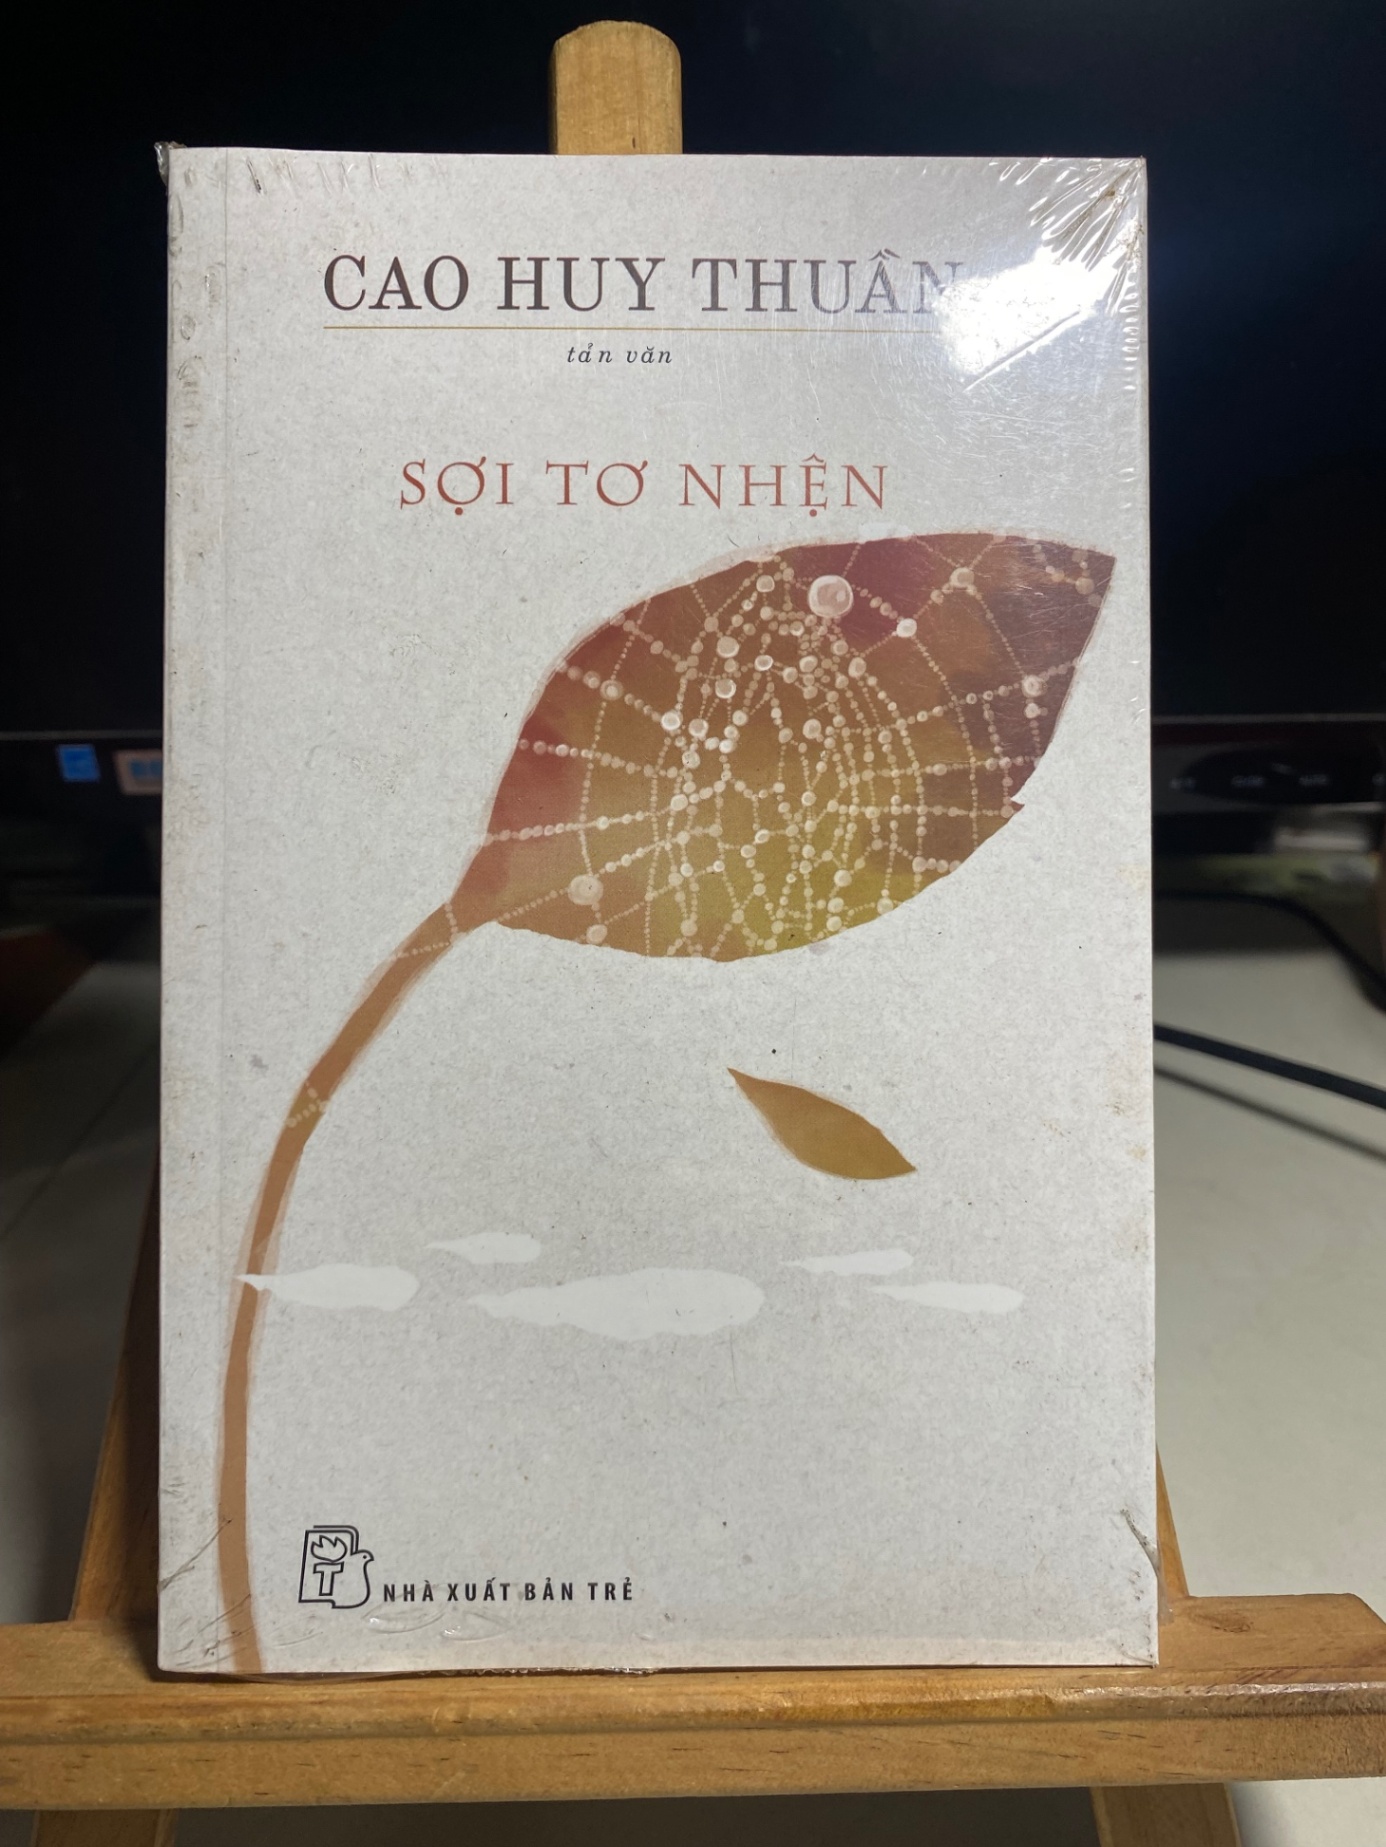 CAO HUY THUẦN
tản văn
SỢI TƠ NHỆN
NHÀ XUẤT BẢN TRẺ